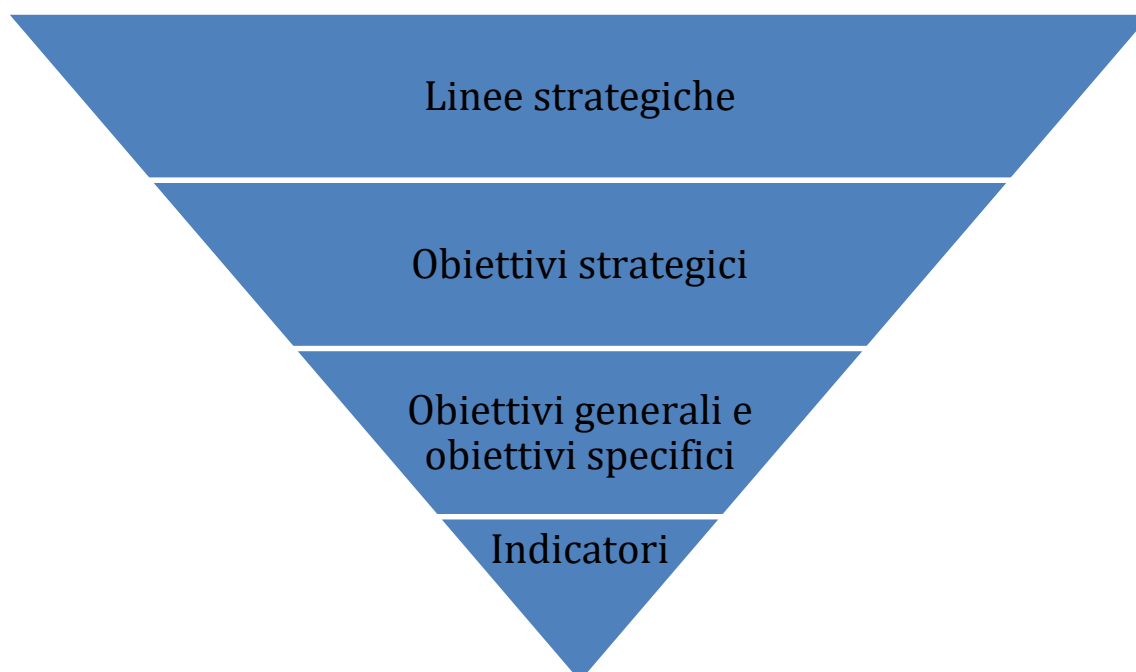 Linee strategiche
Obiettivi strategici
Obiettivi generali e
obiettivi specifici
Indicatori